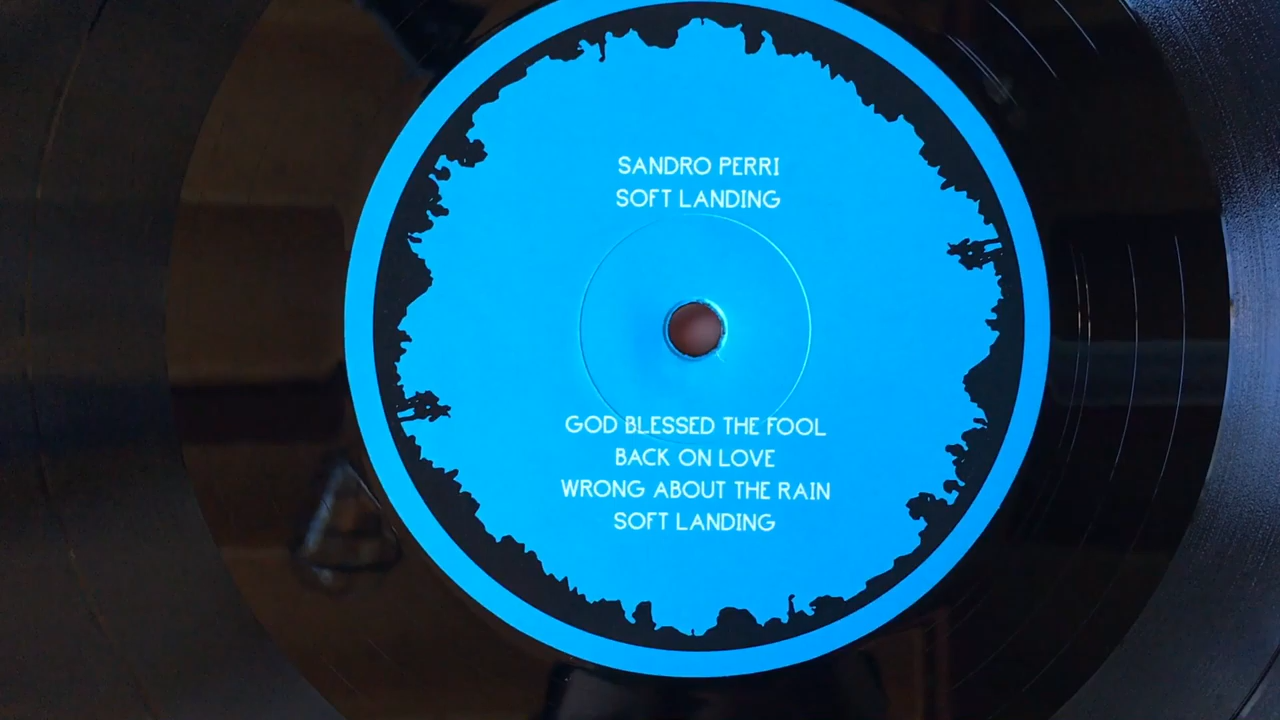 SANDRO PERRI
SOFT LANDING
GOD BLESSED THE FOOL
BACK ON LOVE
WRONG ABOUT THE RAIN
SOFT LANDING